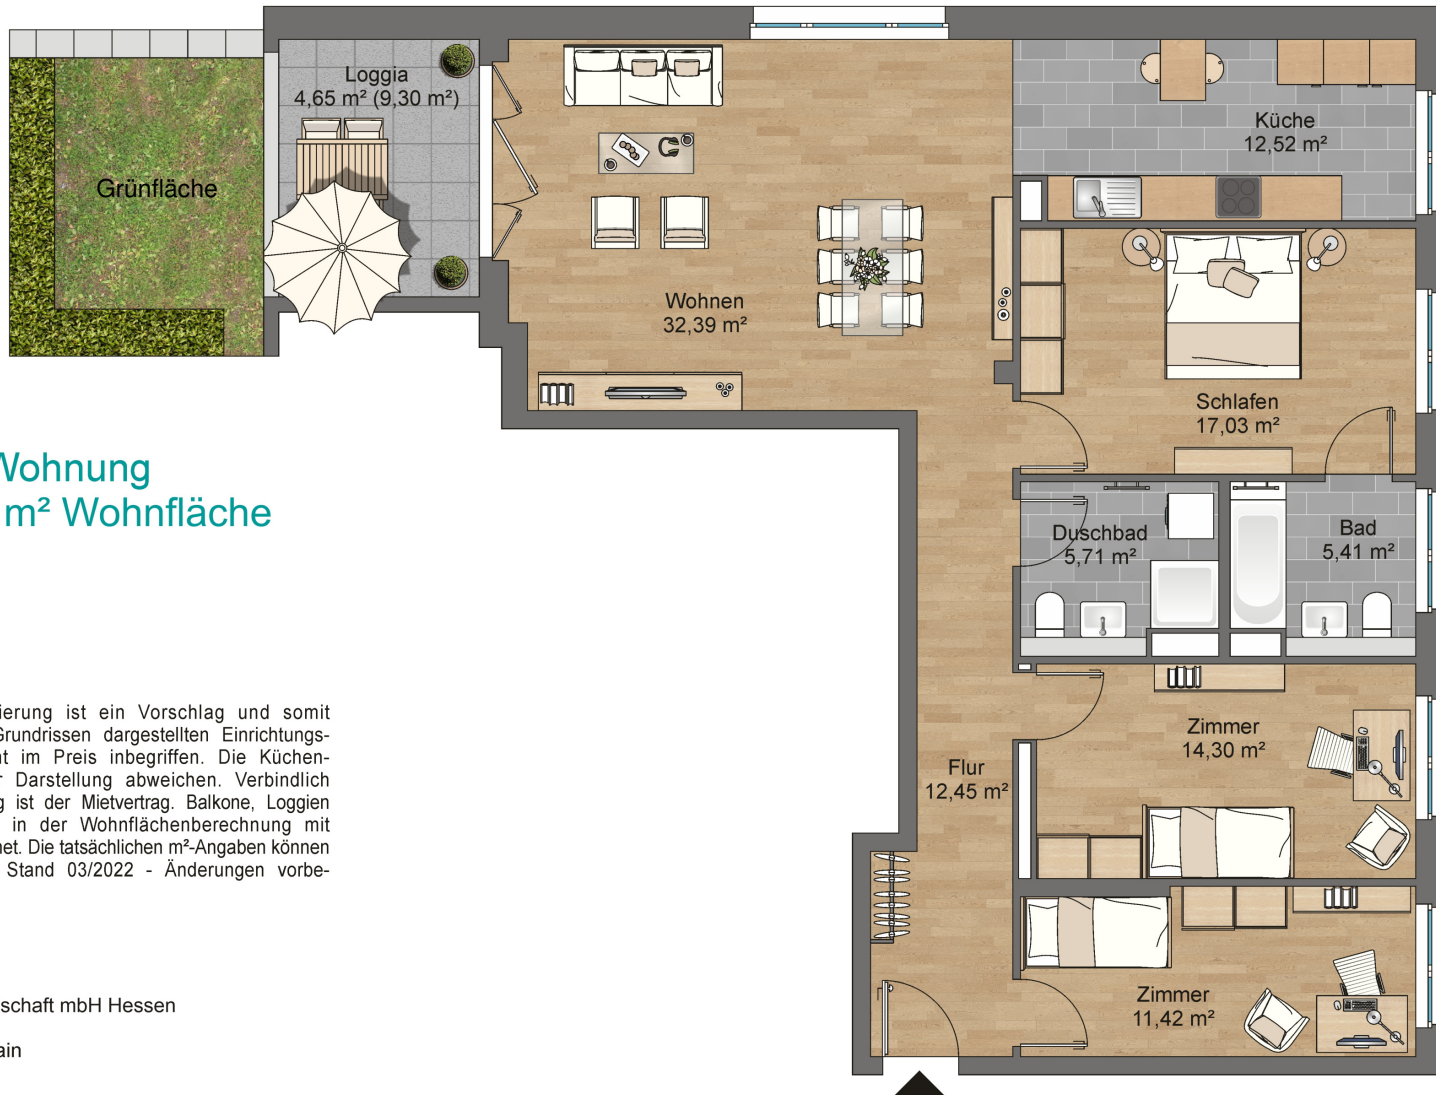 Loggia
4,65 m² (9,30 m²)
Grünfläche
Küche
12,52 m²
Wohnen
32,39 m²
Schlafen
17,03 m²
Wohnung
m² Wohnfläche
Duschbad
5,71 m²
Bad
5,41 m²
ierung ist ein Vorschlag und somit
Grundrissen dargestellten Einrichtungs-
t im Preis inbegriffen. Die Küchen-
r Darstellung abweichen. Verbindlich
g ist der Mietvertrag. Balkone, Loggien
in der Wohnflächenberechnung mit
net. Die tatsächlichen m²-Angaben können
Stand 03/2022 - Änderungen vorbe-
Zimmer
14,30 m²
Flur
12,45 m²
Zimmer
11,42 m²
schaft mbH Hessen
ain